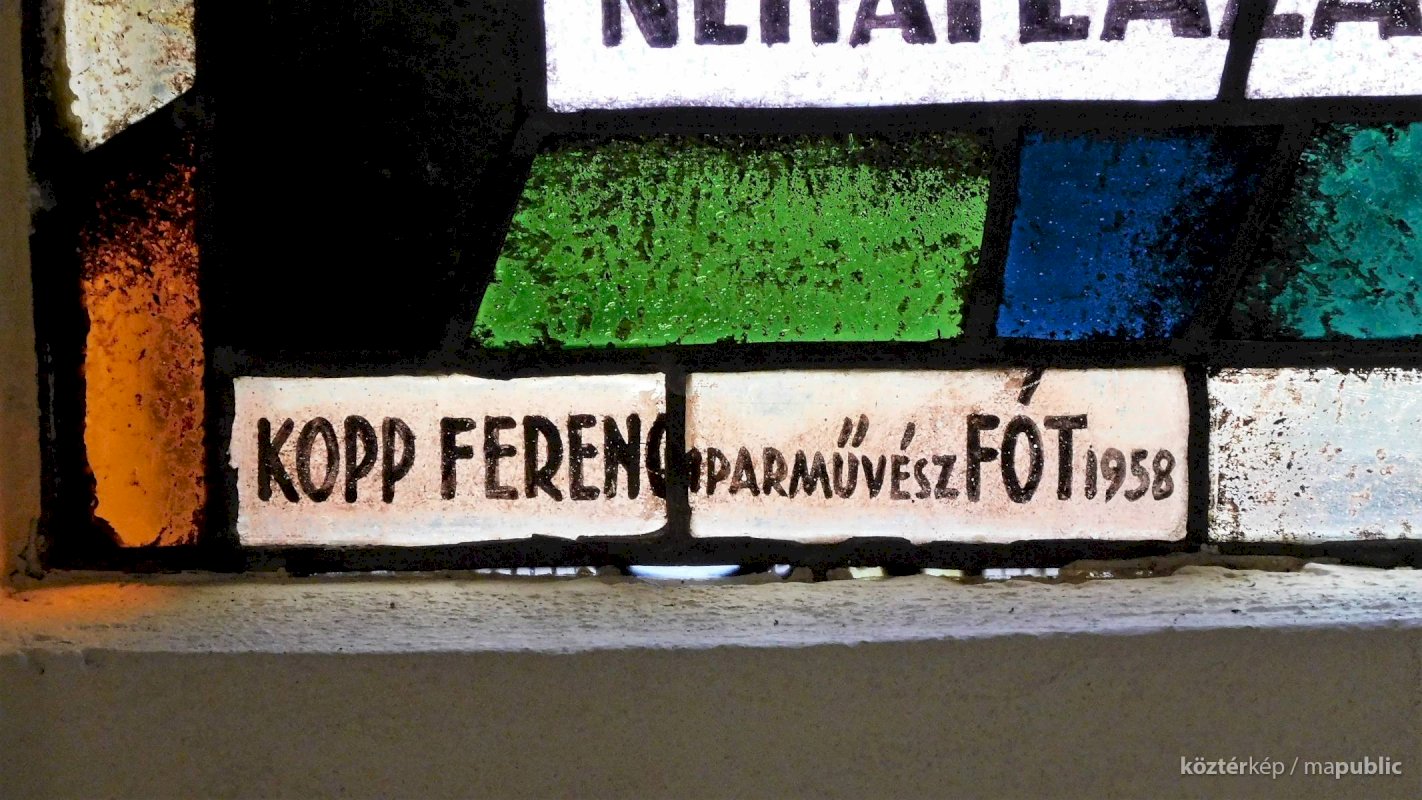 KOPP FERENC IPARMŰVÉSZ FÓT 1958
köztérkép / mapublic